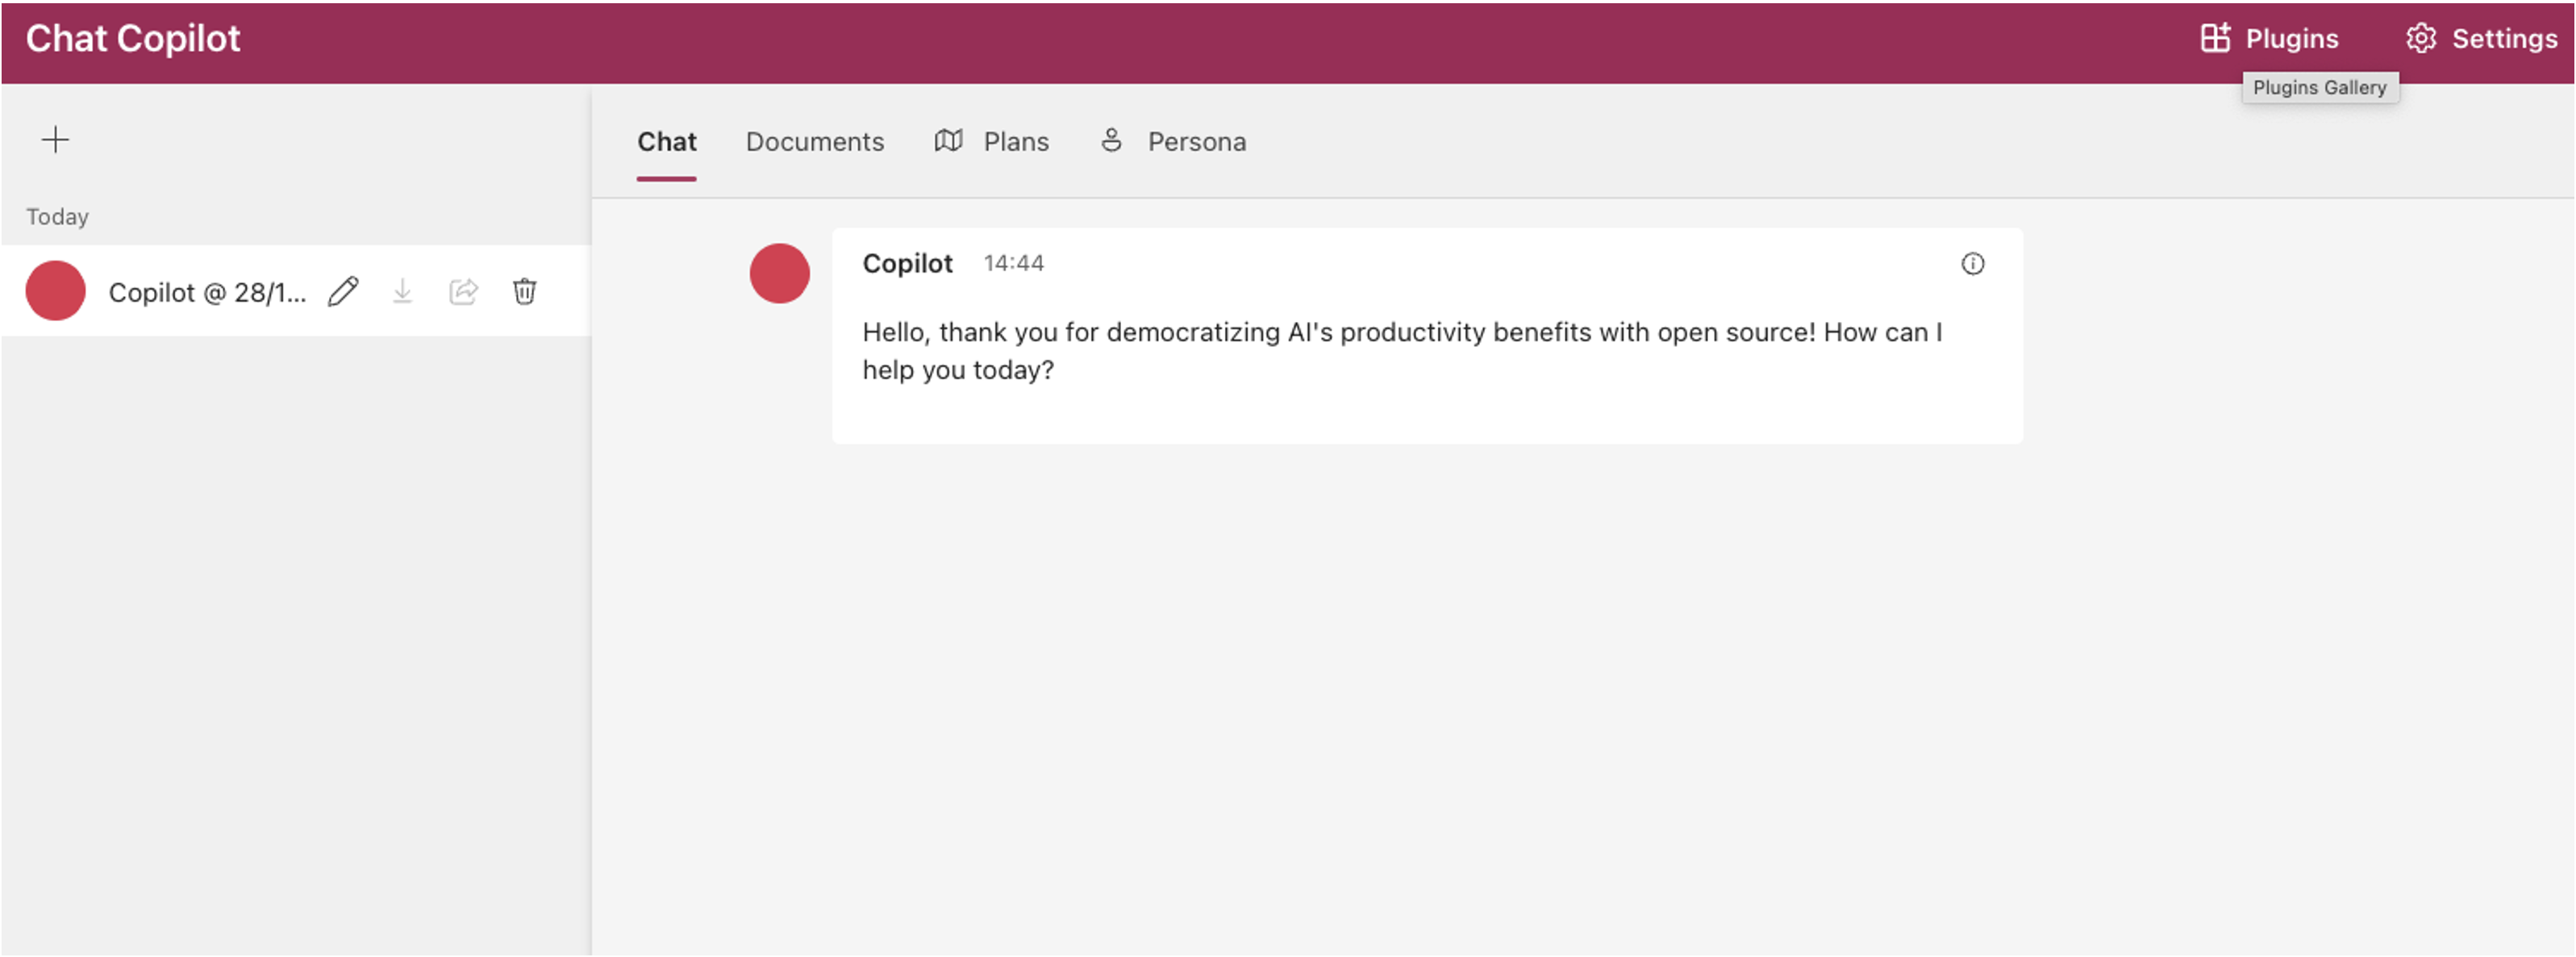 Chat Copilot
Plugins
Settings
Plugins Gallery
Chat
Documents
Plans
Persona
Today
Copilot @ 28/1...
Copilot 14:44
Hello, thank you for democratizing AI's productivity benefits with open source! How can I
help you today?